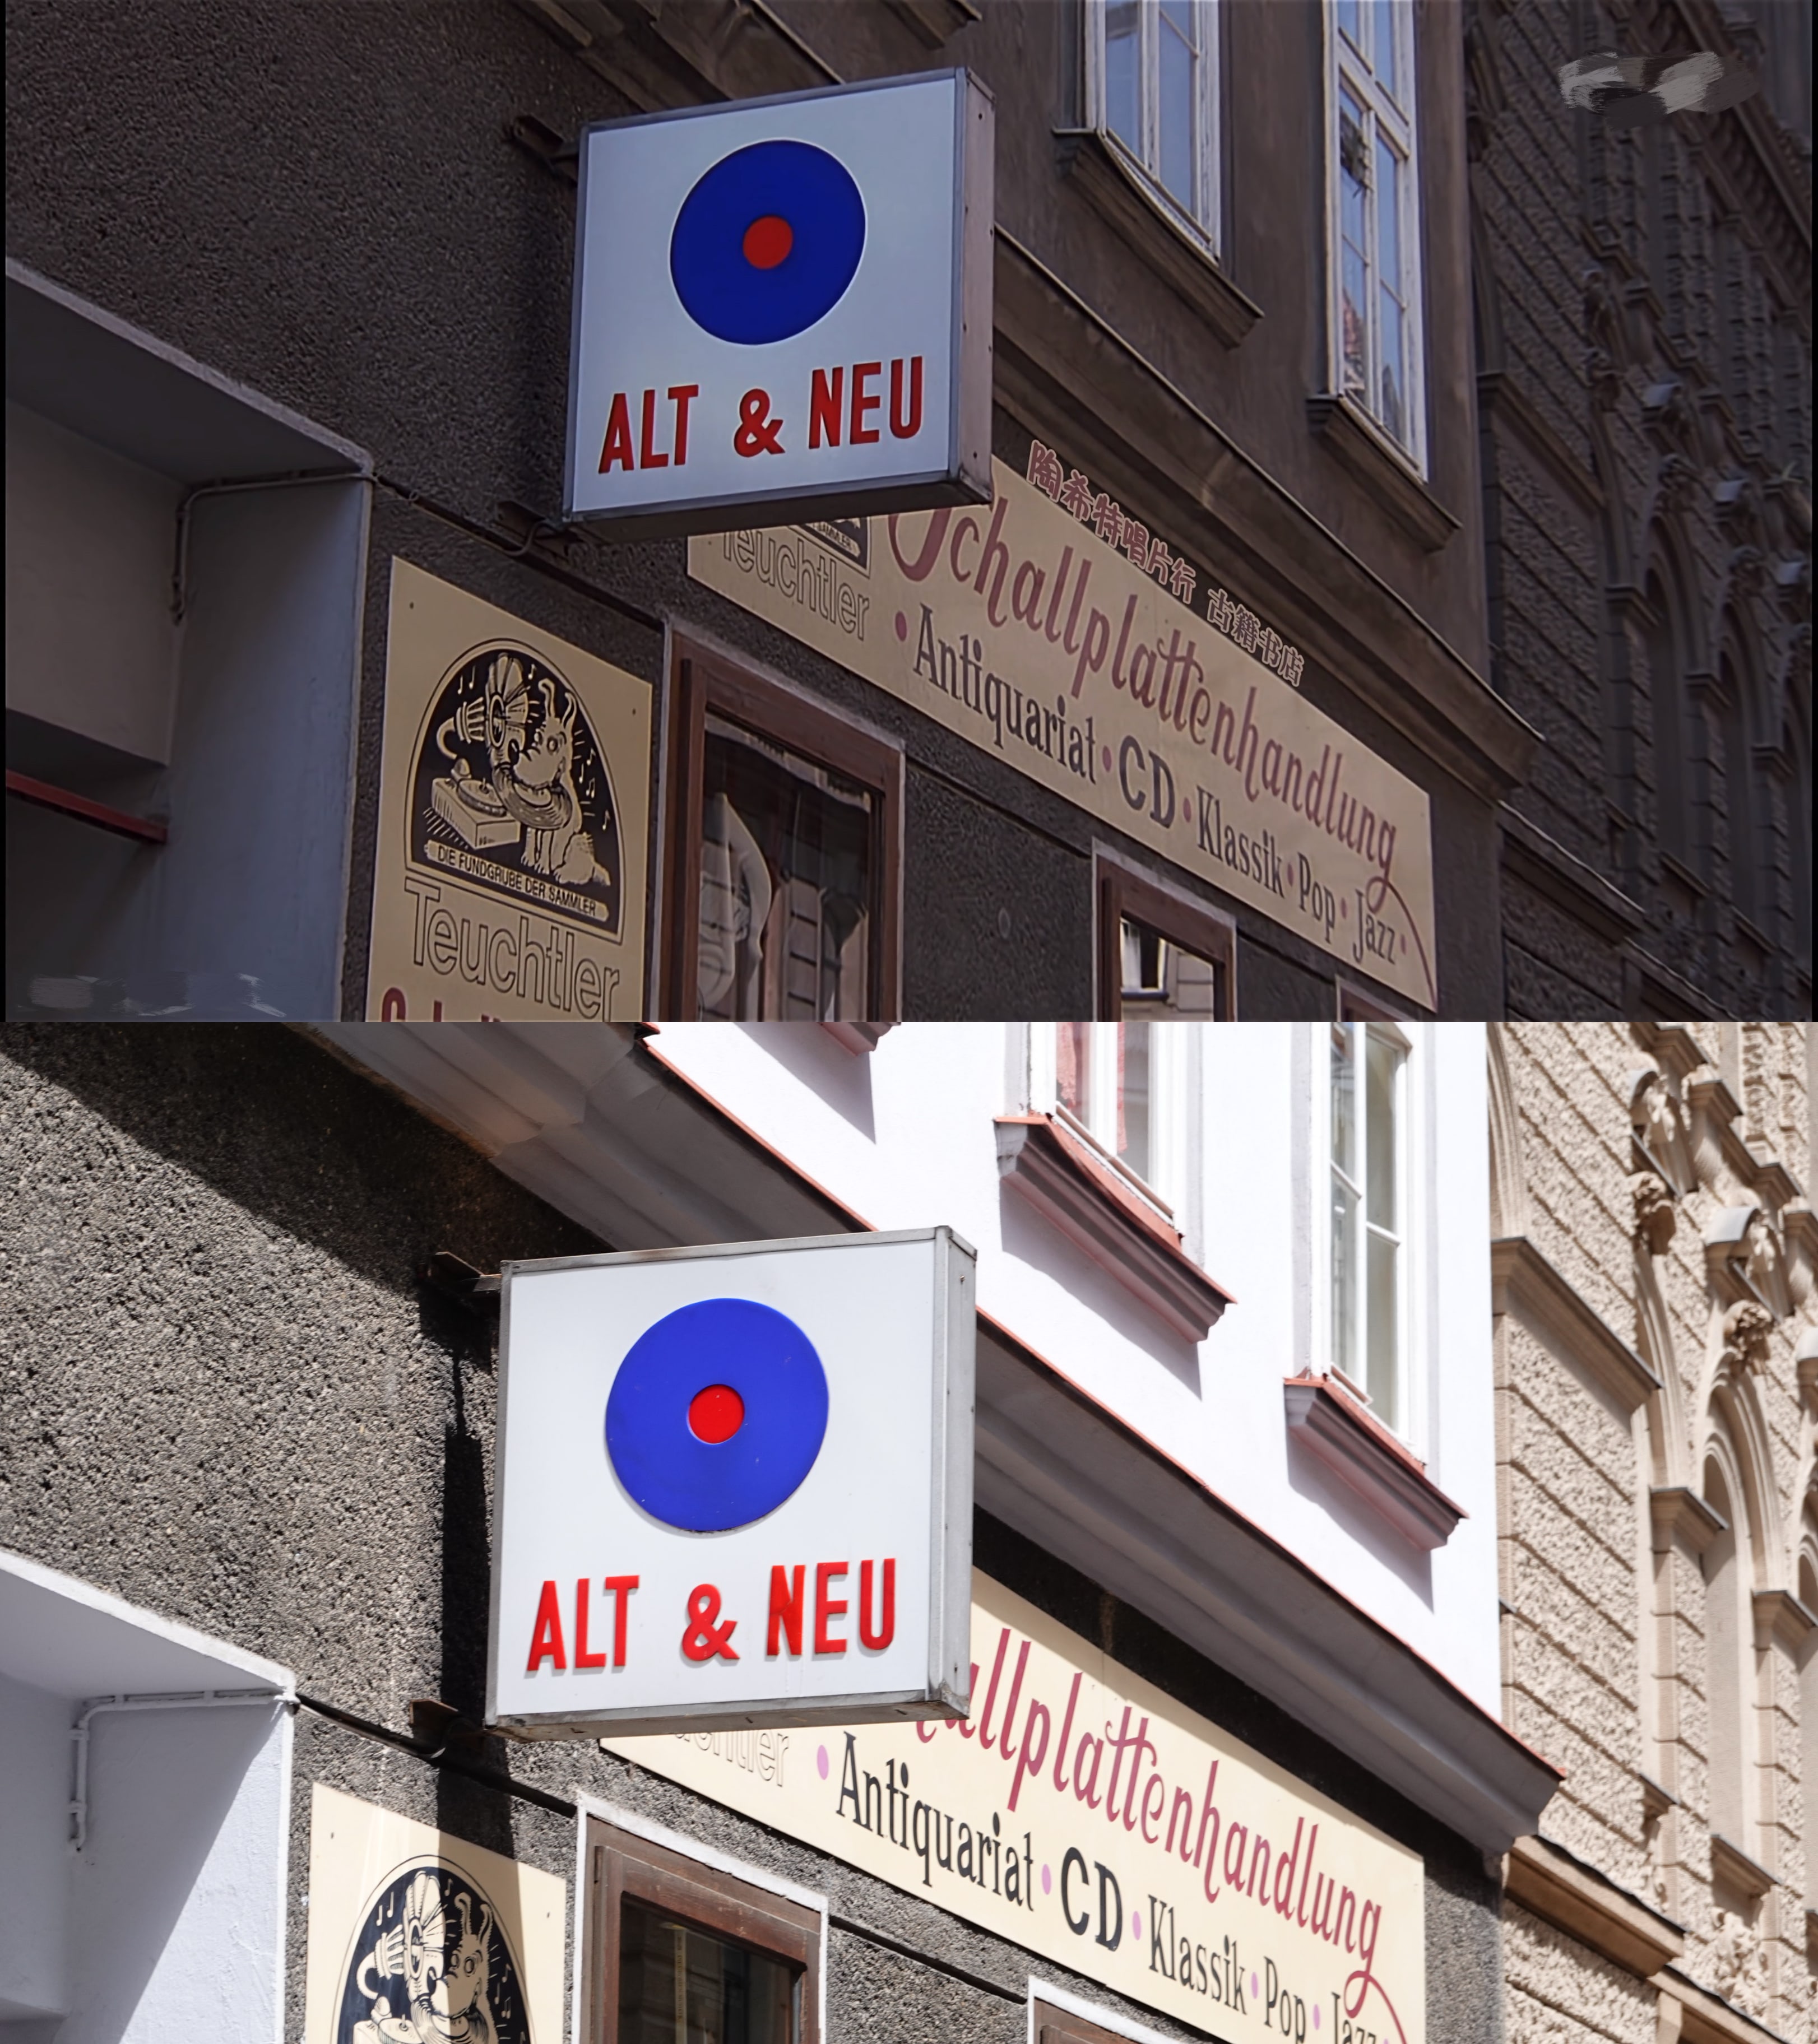 ALT & NEU
陶希特唱片行 古籍书店
Teuchtler
Schallplattenhandlung
• Antiquariat • CD • Klassik • Pop • Jazz •
DIE FUNDGRUBE DER SAMMLER
Teuchtler
ALT & NEU
allplattenhandlung
• Antiquariat • CD • Klassik • Pop • Jazz